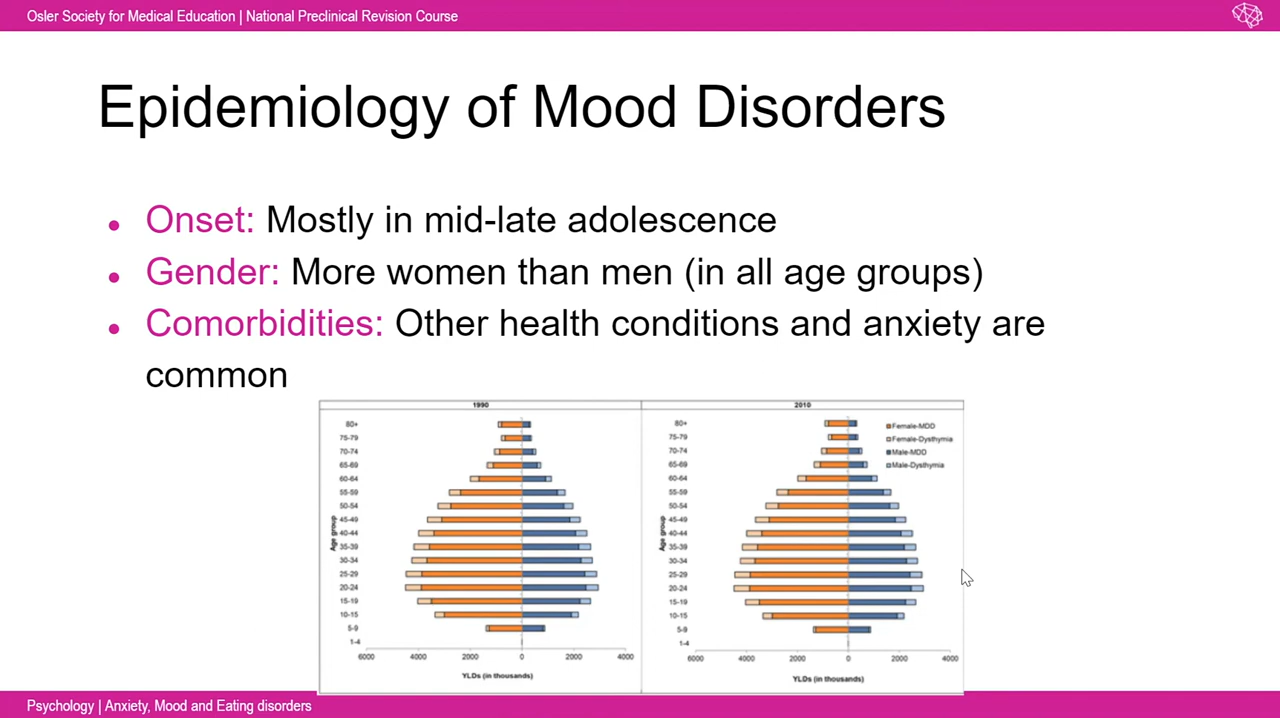 Osler Society for Medical Education | National Preclinical Revision Course
Epidemiology of Mood Disorders
• Onset: Mostly in mid-late adolescence
• Gender: More women than men (in all age groups)
• Comorbidities: Other health conditions and anxiety are
common
1990
80+
75-79
70-74
65-69
60-64
55-59
50-54
45-49
40-44
35-39
30-34
25-29
20-24
15-19
10-15
5-9
1-4
Age group
6000 4000 2000 0 2000 4000
YLDs (in thousands)
2010
80+
75-79
70-74
65-69
60-64
55-59
50-54
45-49
40-44
35-39
30-34
25-29
20-24
15-19
10-15
5-9
1-4
Age group
6000 4000 2000 0 2000 4000
YLDs (in thousands)
Female-MDD
Female-Dysthymia
Male-MDD
Male-Dysthymia
Psychology | Anxiety, Mood and Eating disorders